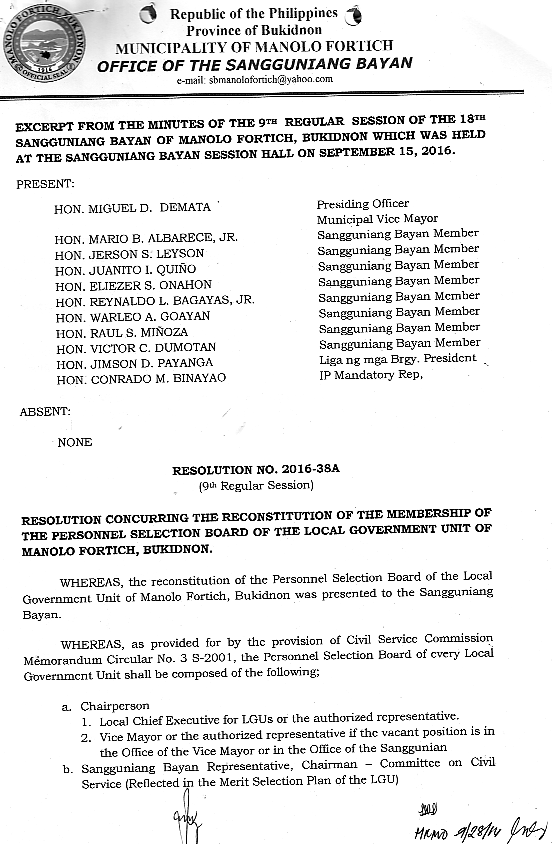 Republic of the Philippines
Province of Bukidnon
MUNICIPALITY OF MANOLO FORTICH
OFFICE OF THE SANGGUNIANG BAYAN
e-mail: sbmanolofortich@yahoo.com
EXCERPT FROM THE MINUTES OF THE 9TH REGULAR SESSION OF THE 18TH
SANGGUNIANG BAYAN OF MANOLO FORTICH, BUKIDNON WHICH WAS HELD
AT THE SANGGUNIANG BAYAN SESSION HALL ON SEPTEMBER 15, 2016.
PRESENT:
HON. MIGUEL D. DEMATA Presiding Officer
Municipal Vice Mayor
HON. MARIO B. ALBARECE, JR. Sangguniang Bayan Member
HON. JERSON S. LEYSON Sangguniang Bayan Member
HON. JUANITO I. QUIÑO Sangguniang Bayan Member
HON. ELIEZER S. ONAHON Sangguniang Bayan Member
HON. REYNALDO L. BAGAYAS, JR. Sangguniang Bayan Member
HON. WARLEO A. GOAYAN Sangguniang Bayan Member
HON. RAUL S. MIÑOZA Sangguniang Bayan Member
HON. VICTOR C. DUMOTAN Sangguniang Bayan Member
HON. JIMSON D. PAYANGA Liga ng mga Brgy. President
HON. CONRADO M. BINAYAO IP Mandatory Rep,
ABSENT:
NONE
RESOLUTION NO. 2016-38A
(9th Regular Session)
RESOLUTION CONCURRING THE RECONSTITUTION OF THE MEMBERSHIP OF
THE PERSONNEL SELECTION BOARD OF THE LOCAL GOVERNMENT UNIT OF
MANOLO FORTICH, BUKIDNON.
WHEREAS, the reconstitution of the Personnel Selection Board of the Local
Government Unit of Manolo Fortich, Bukidnon was presented to the Sangguniang
Bayan.
WHEREAS, as provided for by the provision of Civil Service Commission
Memorandum Circular No. 3 S-2001, the Personnel Selection Board of every Local
Government Unit shall be composed of the following;
a. Chairperson
1. Local Chief Executive for LGUs or the authorized representative.
2. Vice Mayor or the authorized representative if the vacant position is in
the Office of the Vice Mayor or in the Office of the Sanggunian
b. Sangguniang Bayan Representative, Chairman – Committee on Civil
Service (Reflected in the Merit Selection Plan of the LGU)
9/28/16